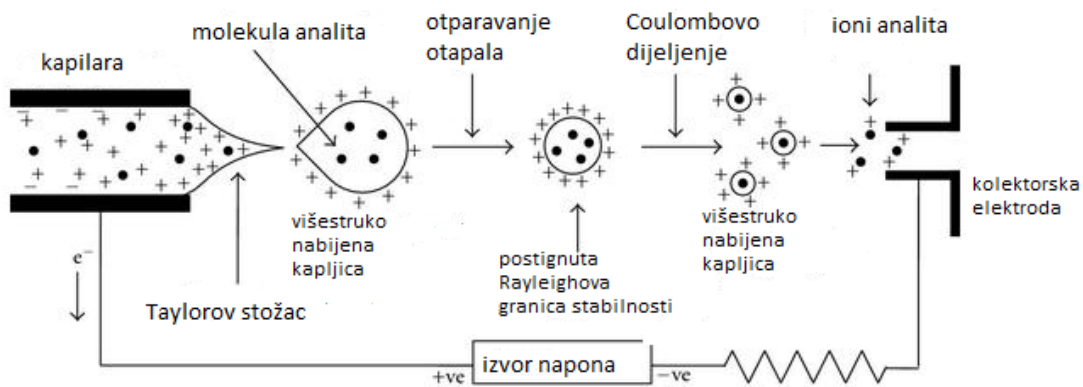 kapilara
molekula analita
otparavanje
otapala
Coulombovo
dijeljenje
ioni analita
višestruko
nabijena
kapljica
postignuta
Rayleighova
granica stabilnosti
višestruko
nabijena
kapljica
kolektorska
elektroda
e⁻
Taylorov stožac
+ve
izvor napona
−ve